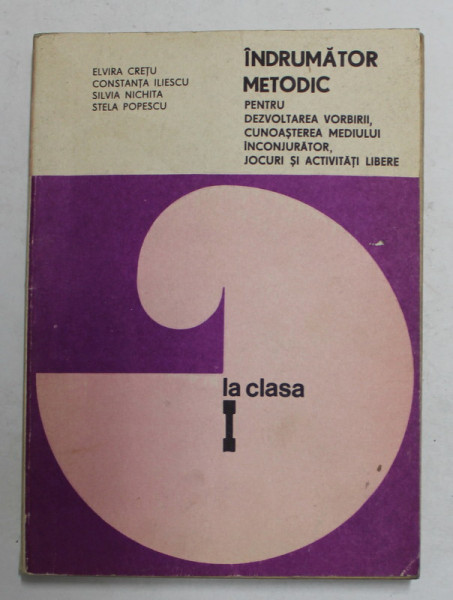 ELVIRA CREȚU
CONSTANȚA ILIESCU
SILVIA NICHITA
STELA POPESCU
ÎNDRUMĂTOR
METODIC
PENTRU
DEZVOLTAREA VORBIRII,
CUNOAȘTEREA MEDIULUI
ÎNCONJURĂTOR,
JOCURI ȘI ACTIVITĂȚI LIBERE
la clasa
I